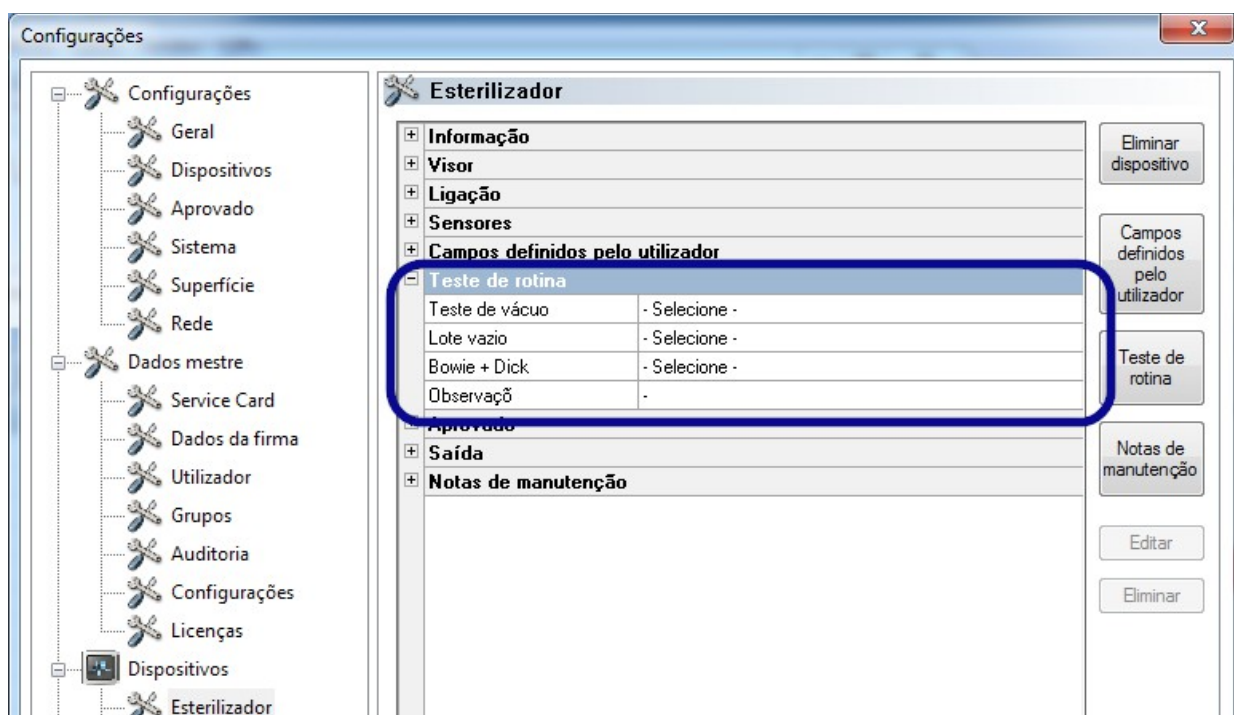 Configurações
Configurações
Geral
Dispositivos
Aprovado
Sistema
Superfície
Rede
Dados mestre
Service Card
Dados da firma
Utilizador
Grupos
Auditoria
Configurações
Licenças
Dispositivos
Esterilizador
Esterilizador
Informação
Visor
Ligação
Sensores
Campos definidos pelo utilizador
Teste de rotina
Teste de vácuo - Selecione -
Lote vazio - Selecione -
Bowie + Dick - Selecione -
Observaçõ -
Aprovado
Saída
Notas de manutenção
Eliminar
dispositivo
Campos
definidos
pelo
utilizador
Teste de
rotina
Notas de
manutenção
Editar
Eliminar